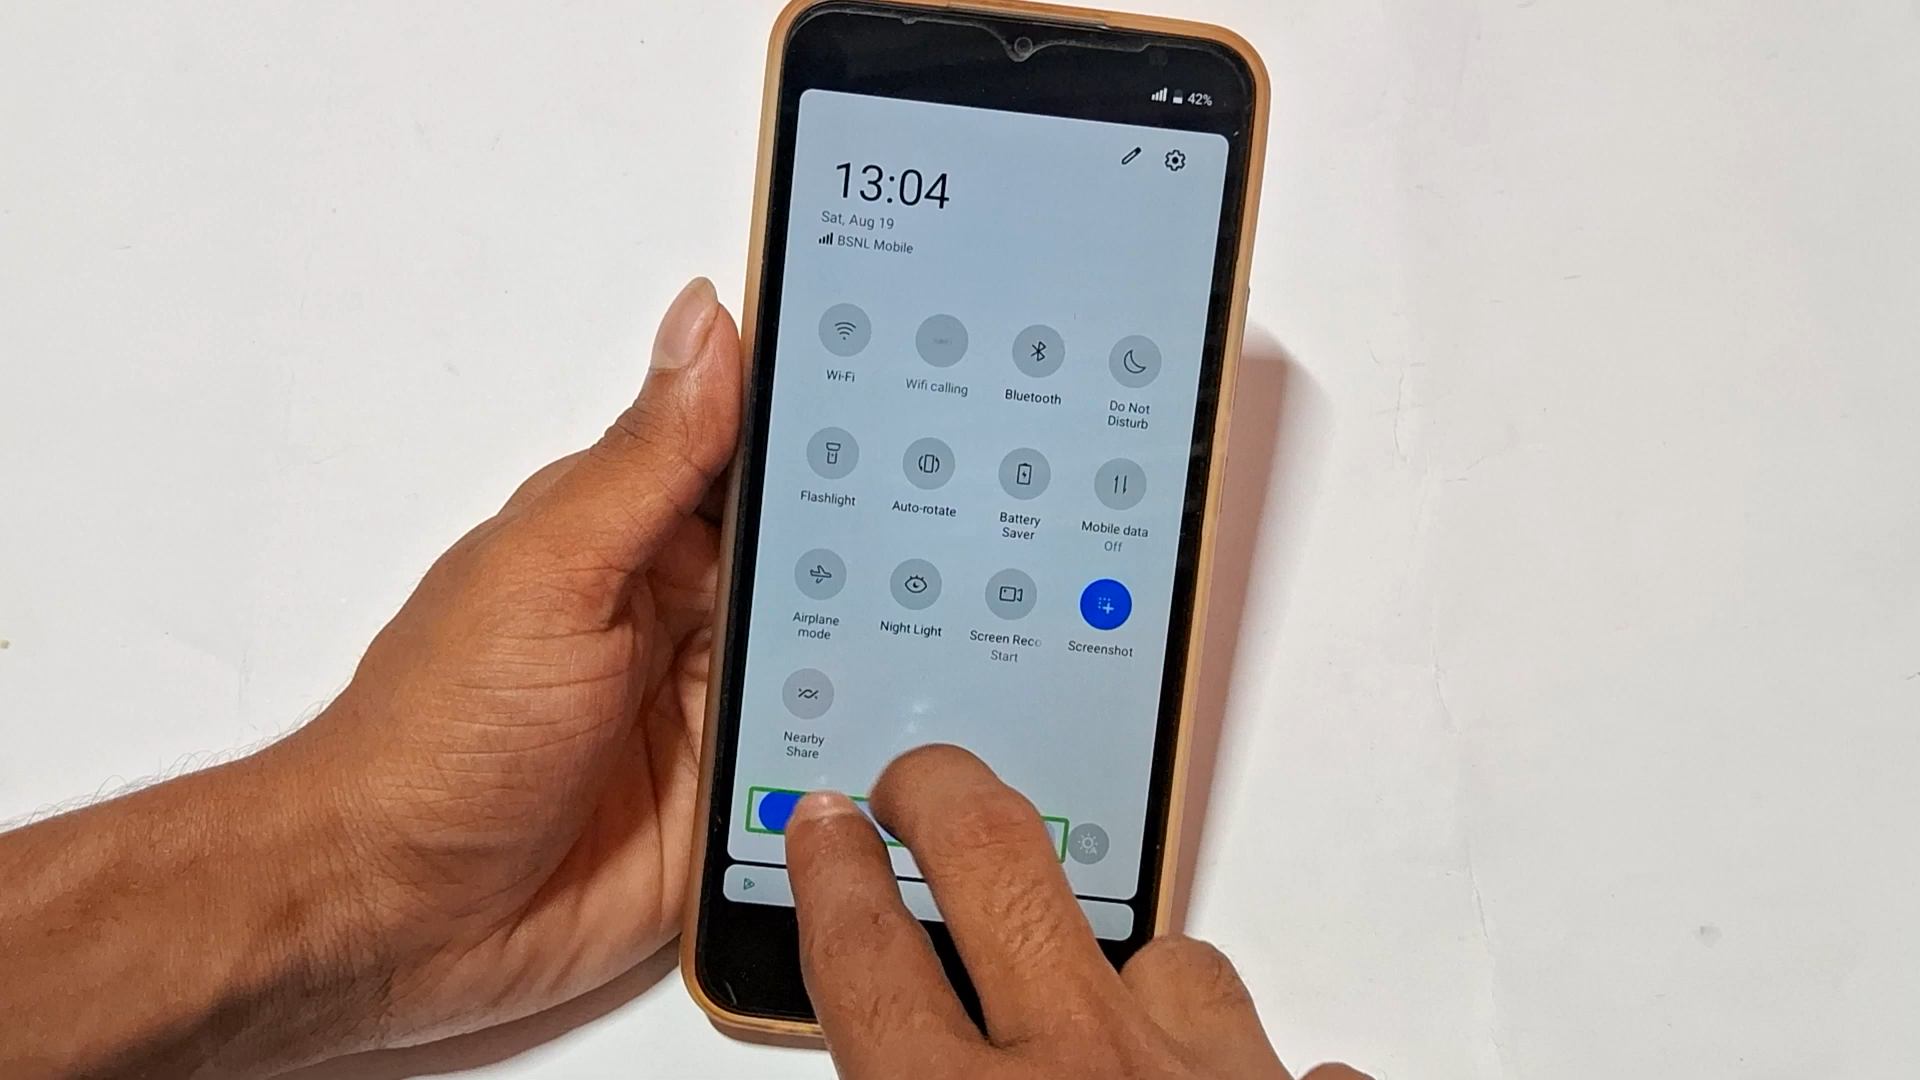 42%
13:04
Sat, Aug 19
BSNL Mobile
Wi-Fi
Wifi calling
Bluetooth
Do Not
Disturb
Flashlight
Auto-rotate
Battery
Saver
Mobile data
Off
Airplane
mode
Night Light
Screen Reco
Start
Screenshot
Nearby
Share